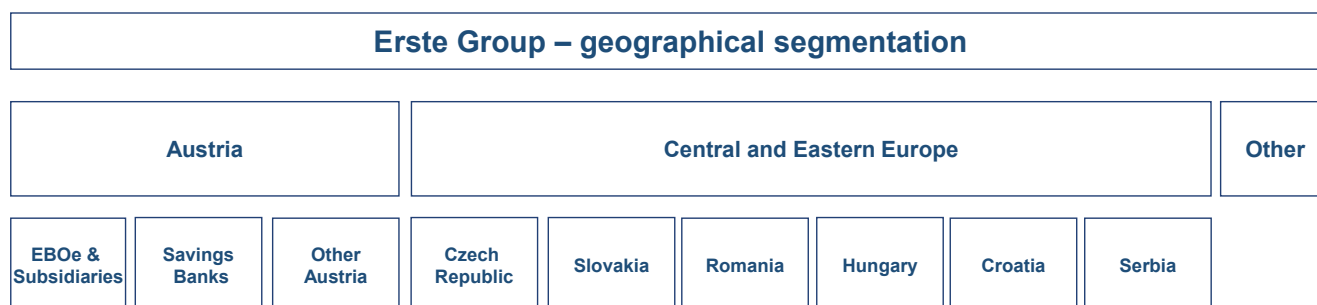 Erste Group – geographical segmentation
Austria
Central and Eastern Europe
Other
EBOe &
Subsidiaries
Savings
Banks
Other
Austria
Czech
Republic
Slovakia
Romania
Hungary
Croatia
Serbia